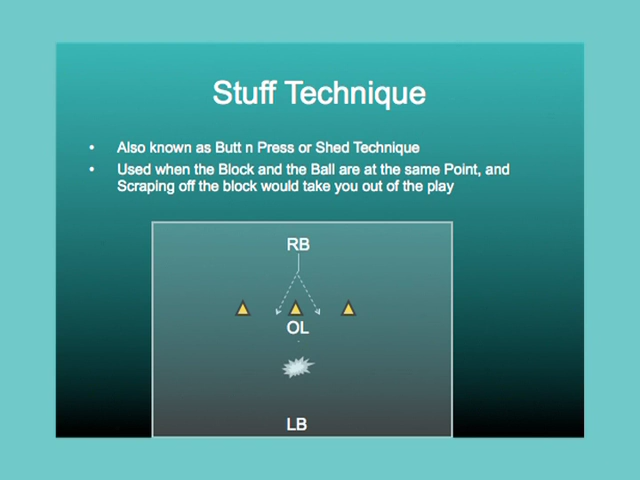 Stuff Technique
• Also known as Butt n Press or Shed Technique
• Used when the Block and the Ball are at the same Point, and
Scraping off the block would take you out of the play
RB
OL
LB